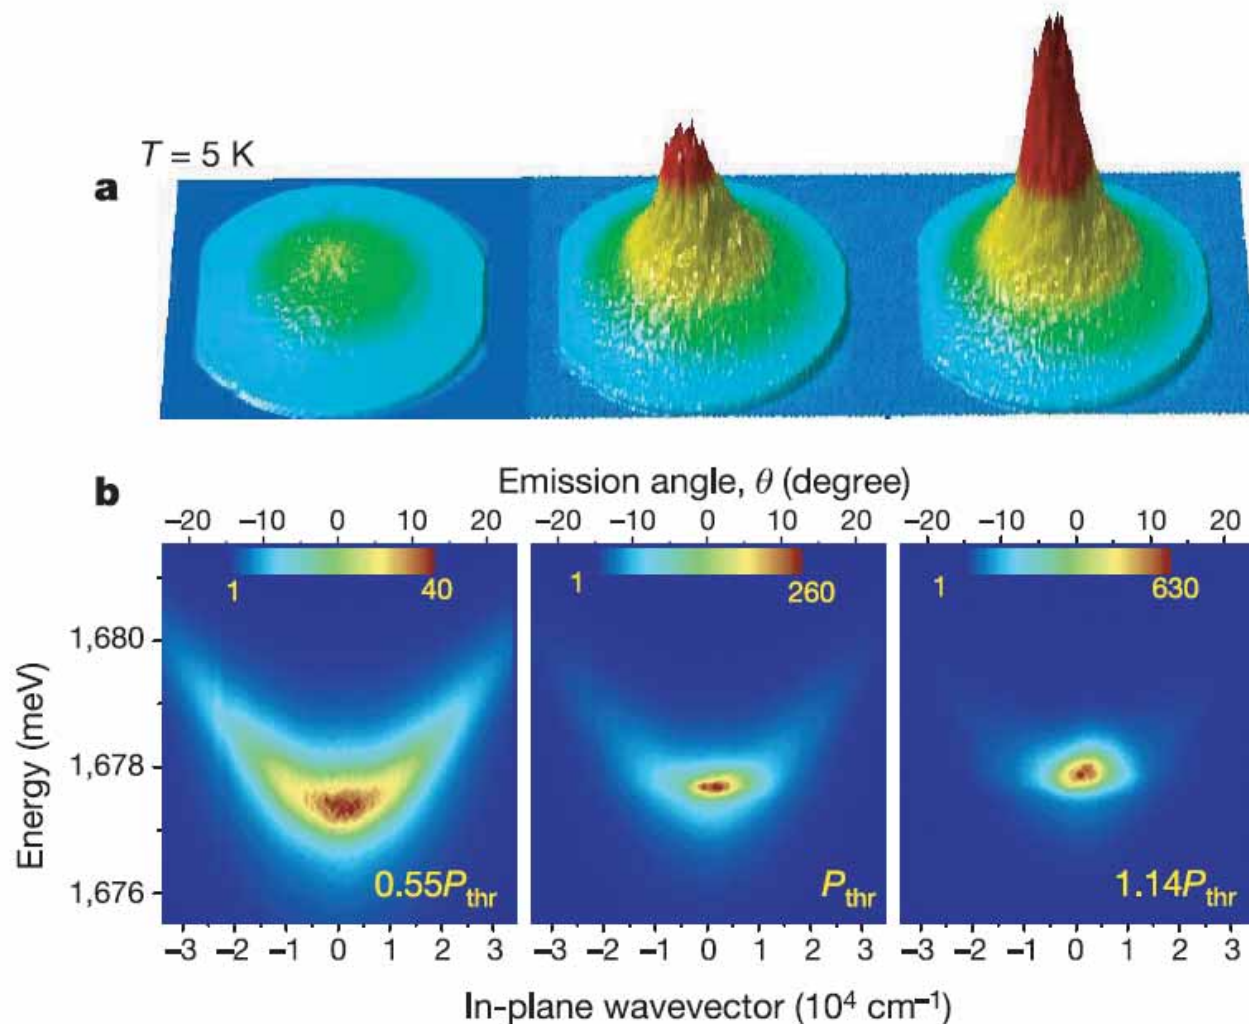 T = 5 K
a
b
Emission angle, θ (degree)
–20 –10 0 10 20 –20 –10 0 10 20 –20 –10 0 10 20
1 40 1 260 1 630
1,680
1,678
1,676
Energy (meV)
0.55Pthr Pthr 1.14Pthr
–3 –2 –1 0 1 2 3 –3 –2 –1 0 1 2 3 –3 –2 –1 0 1 2 3
In-plane wavevector (10⁴ cm⁻¹)